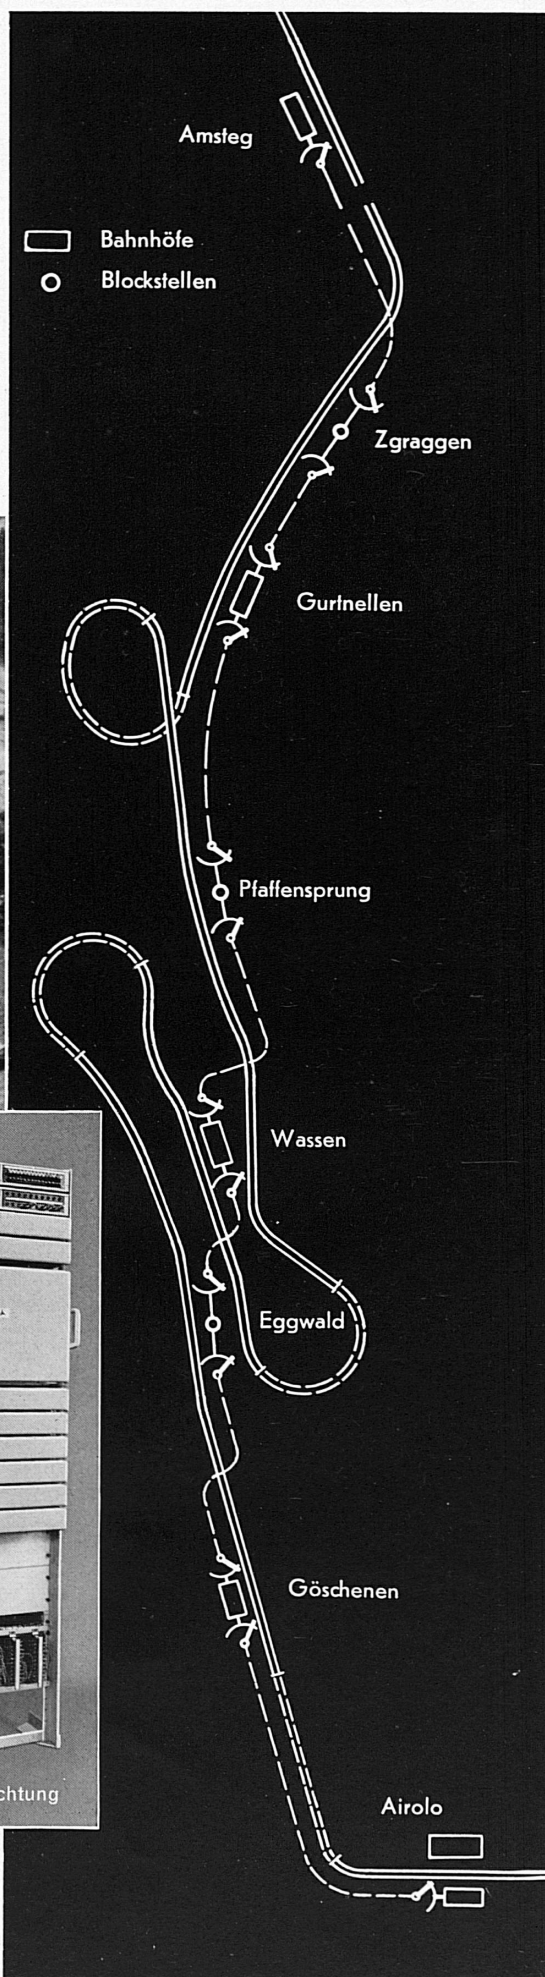 Amsteg
Bahnhöfe
Blockstellen
Zgraggen
Gurtnellen
Pfaffensprung
Wassen
Eggwald
Göschenen
chtung
Airolo